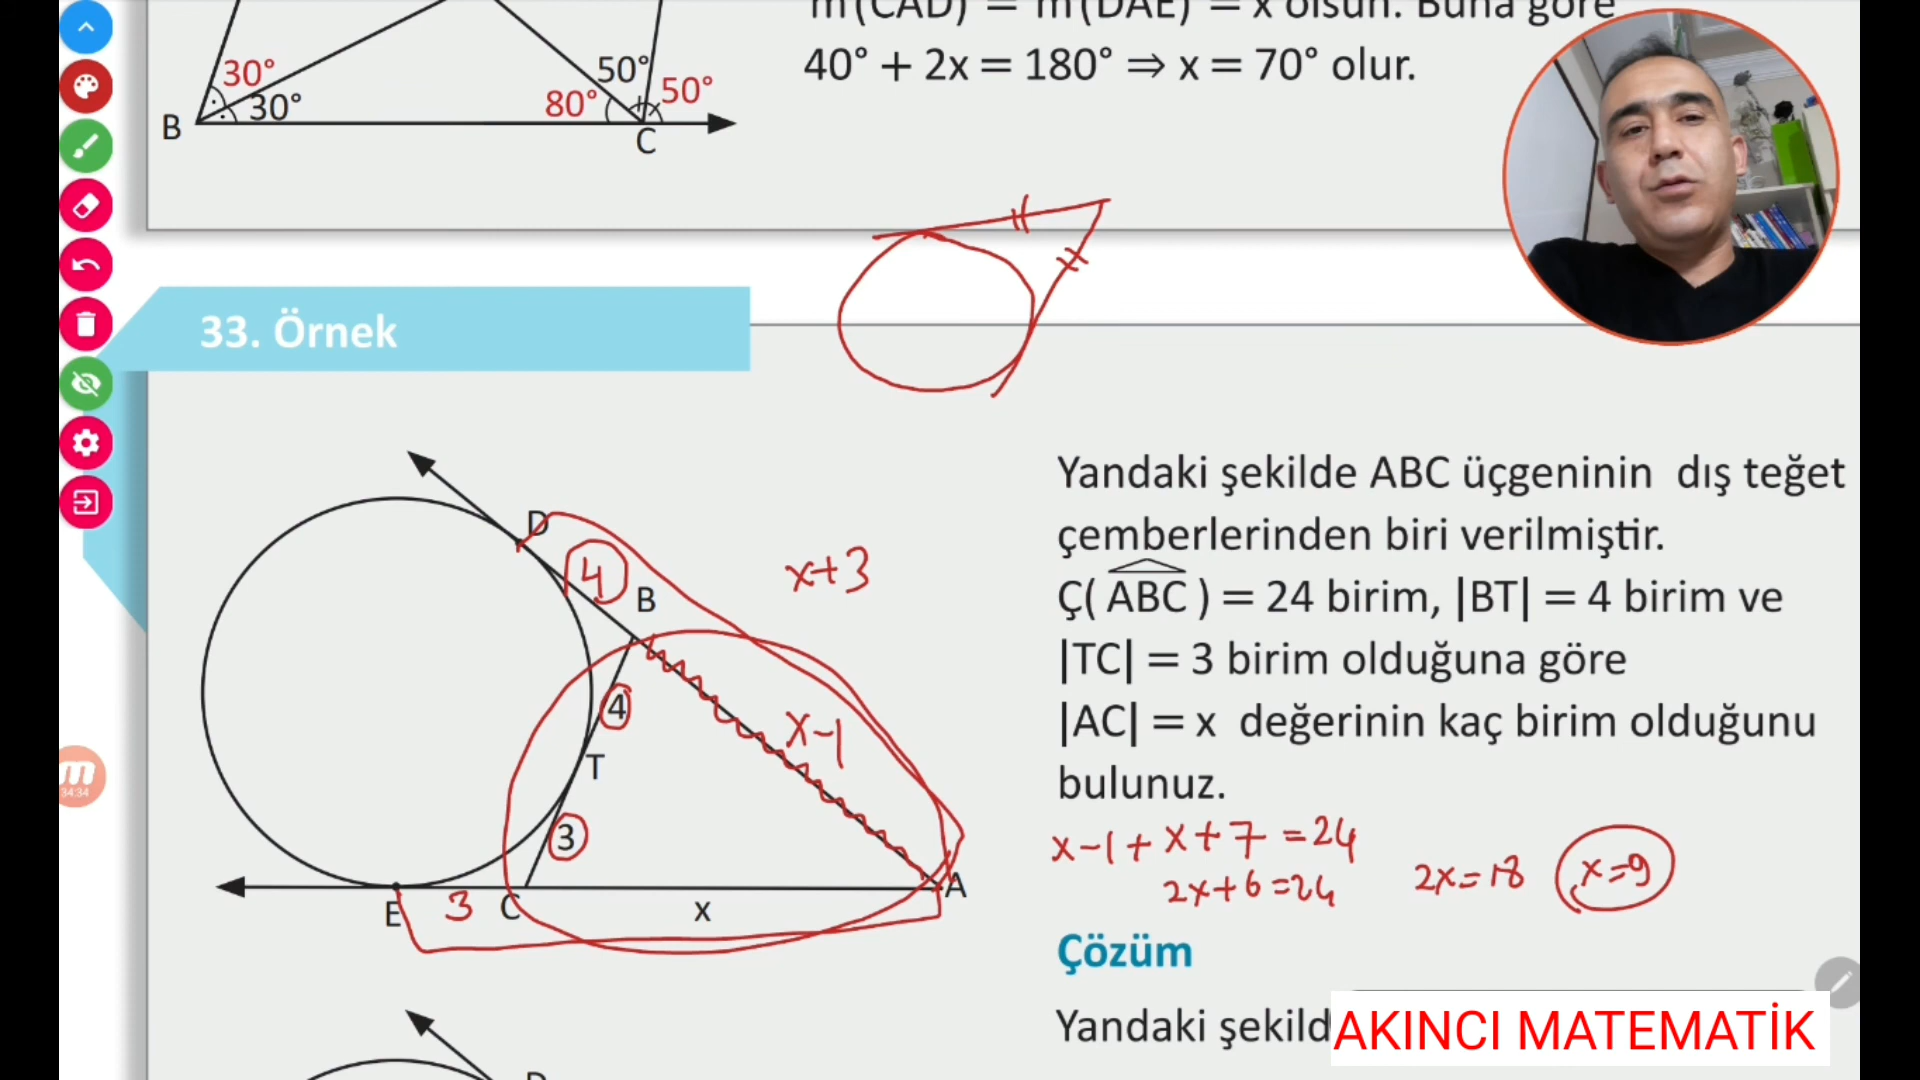 m(CAD) = m(DAE) = x olsun. Buna göre
40° + 2x = 180° ⇒ x = 70° olur.
30°
30°
B
50°
80°
50°
C
33. Örnek
D
4
B
x+3
4
x-1
T
3
E
3
C
x
A
Yandaki şekilde ABC üçgeninin dış teğet
çemberlerinden biri verilmiştir.
Ç( ABC ) = 24 birim, |BT| = 4 birim ve
|TC| = 3 birim olduğuna göre
|AC| = x değerinin kaç birim olduğunu
bulunuz.
x-1+x+7=24
2x+6=24
2x=18
x=9
Çözüm
Yandaki şekild
AKINCI MATEMATİK
m
34:34